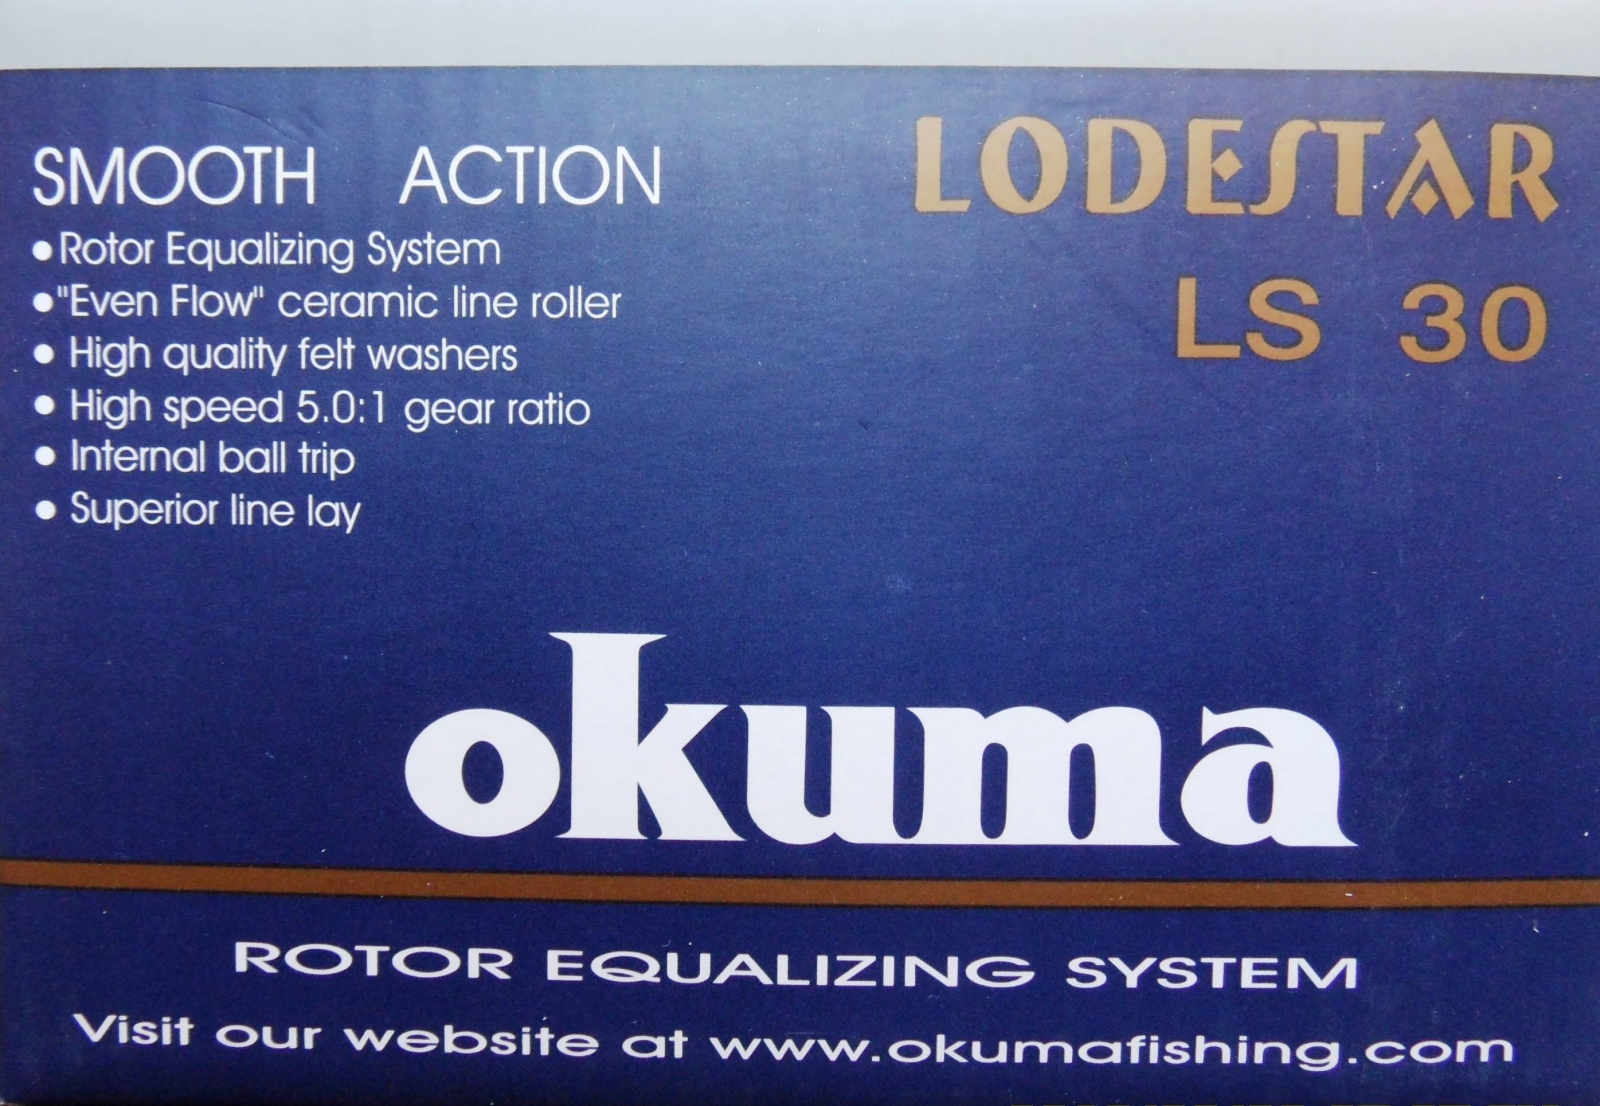 SMOOTH ACTION
● Rotor Equalizing System
● "Even Flow" ceramic line roller
● High quality felt washers
● High speed 5.0:1 gear ratio
● Internal ball trip
● Superior line lay
LODESTAR
LS 30
okuma
ROTOR EQUALIZING SYSTEM
Visit our website at www.okumafishing.com